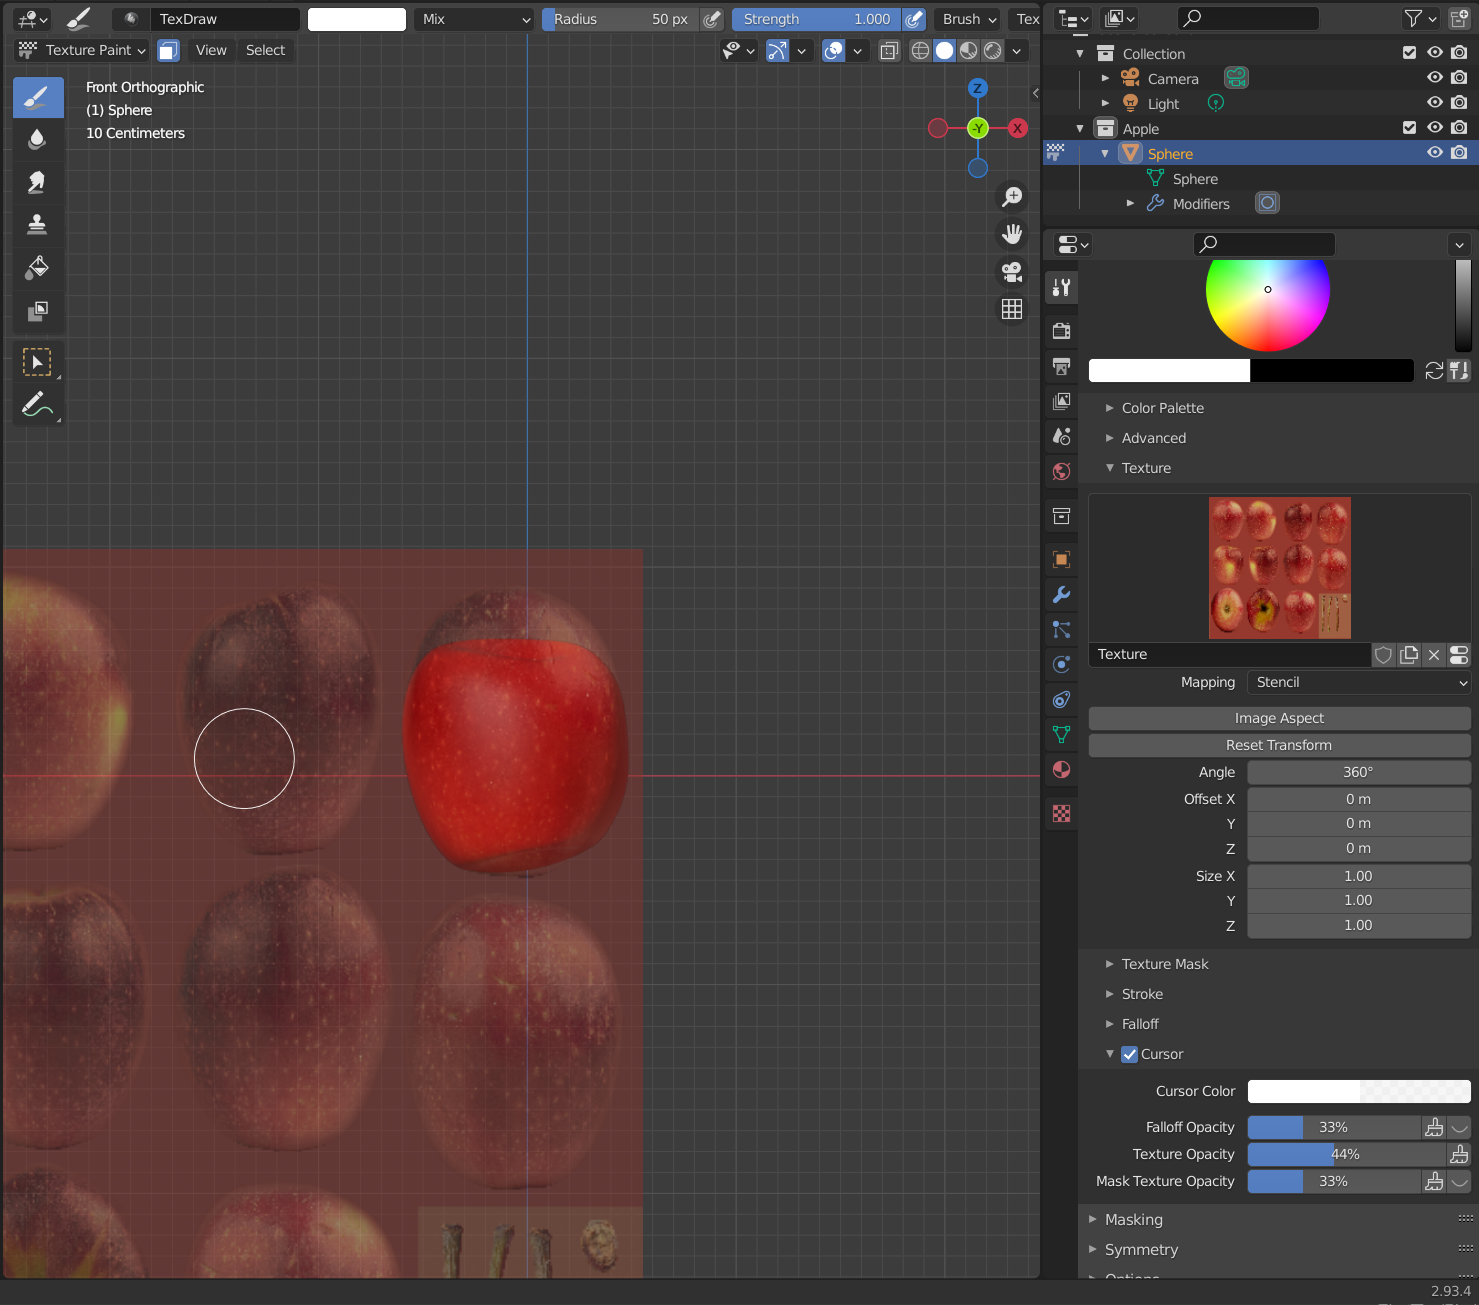 TexDraw
Mix
Radius 50 px
Strength 1.000
Brush
Tex
Texture Paint
View
Select
Front Orthographic
(1) Sphere
10 Centimeters
Z
-Y
X
Collection
Camera
Light
Apple
Sphere
Sphere
Modifiers
Color Palette
Advanced
Texture
Texture
Mapping Stencil
Image Aspect
Reset Transform
Angle 360°
Offset X 0 m
Y 0 m
Z 0 m
Size X 1.00
Y 1.00
Z 1.00
Texture Mask
Stroke
Falloff
Cursor
Cursor Color
Falloff Opacity 33%
Texture Opacity 44%
Mask Texture Opacity 33%
Masking
Symmetry
Options
2.93.4